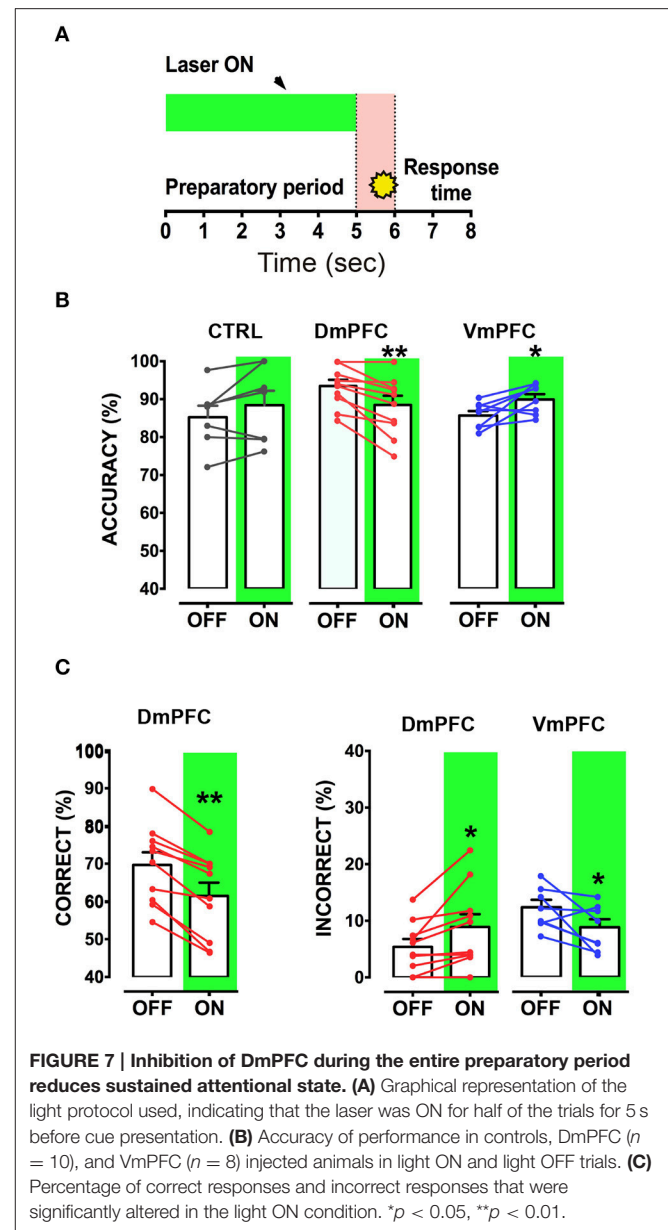 A
Laser ON
Preparatory period
Response
time
0 1 2 3 4 5 6 7 8
Time (sec)
B
CTRL DmPFC VmPFC
** *
ACCURACY (%)
100
90
80
70
60
50
40
OFF ON OFF ON OFF ON
C
DmPFC
**
CORRECT (%)
100
90
80
70
60
50
40
OFF ON
DmPFC VmPFC
* *
INCORRECT (%)
40
30
20
10
0
OFF ON OFF ON
FIGURE 7 | Inhibition of DmPFC during the entire preparatory period
reduces sustained attentional state. (A) Graphical representation of the
light protocol used, indicating that the laser was ON for half of the trials for 5 s
before cue presentation. (B) Accuracy of performance in controls, DmPFC (n
= 10), and VmPFC (n = 8) injected animals in light ON and light OFF trials. (C)
Percentage of correct responses and incorrect responses that were
significantly altered in the light ON condition. *p < 0.05, **p < 0.01.